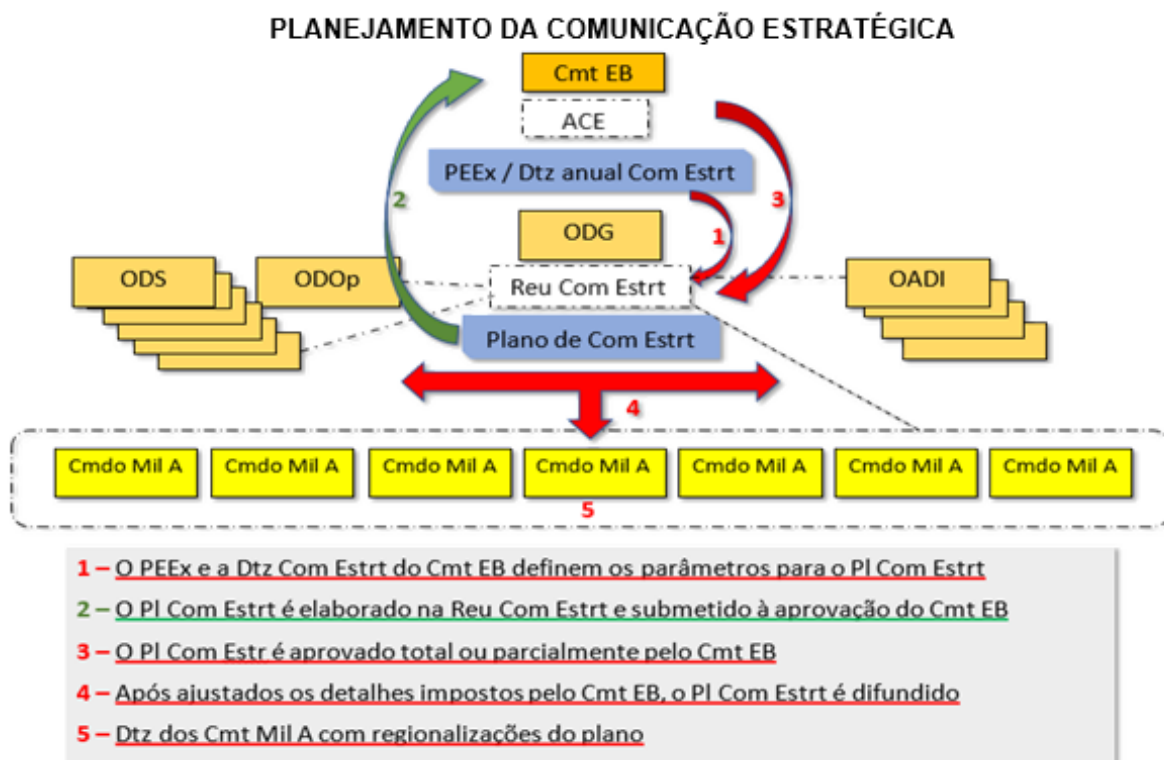 PLANEJAMENTO DA COMUNICAÇÃO ESTRATÉGICA
Cmt EB
ACE
PEEx / Dtz anual Com Estrt
2
3
1
ODG
ODS
ODOp
Reu Com Estrt
OADI
Plano de Com Estrt
4
Cmdo Mil A
Cmdo Mil A
Cmdo Mil A
Cmdo Mil A
Cmdo Mil A
Cmdo Mil A
Cmdo Mil A
5
1 – O PEEx e a Dtz Com Estrt do Cmt EB definem os parâmetros para o Pl Com Estrt
2 – O Pl Com Estrt é elaborado na Reu Com Estrt e submetido à aprovação do Cmt EB
3 – O Pl Com Estr é aprovado total ou parcialmente pelo Cmt EB
4 – Após ajustados os detalhes impostos pelo Cmt EB, o Pl Com Estrt é difundido
5 – Dtz dos Cmt Mil A com regionalizações do plano